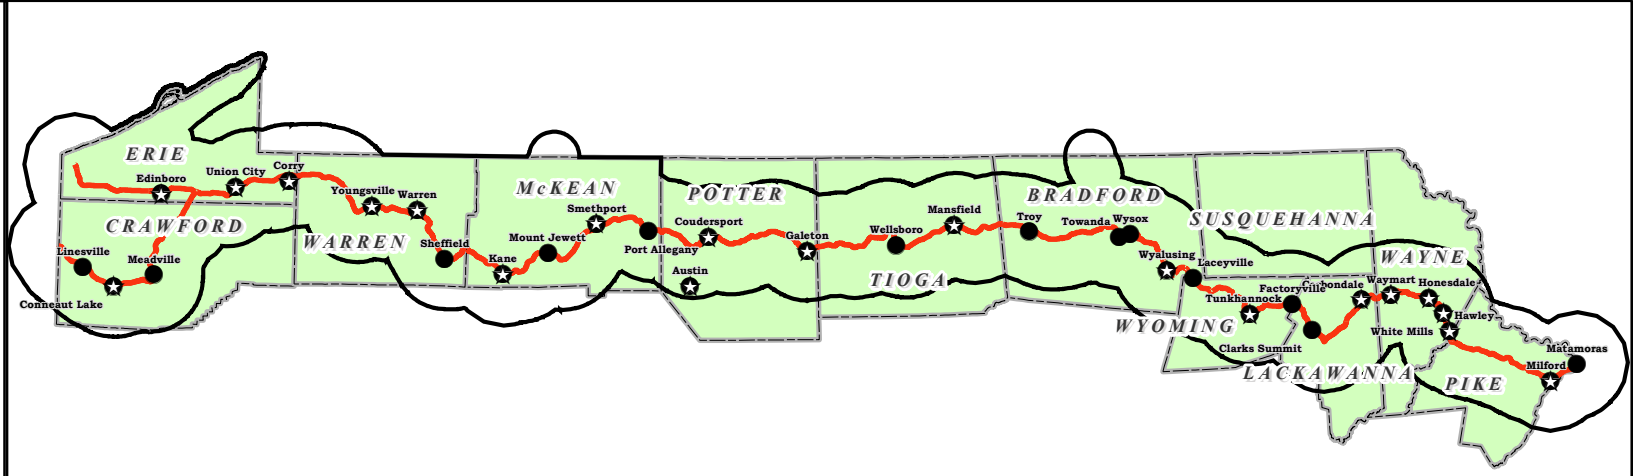 ERIE
Edinboro
Union City
Corry
CRAWFORD
Linesville
Meadville
Conneaut Lake
Youngsville
Warren
WARREN
Sheffield
McKEAN
Smethport
Mount Jewett
Kane
Port Allegany
POTTER
Coudersport
Galeton
Austin
Wellsboro
Mansfield
TIOGA
BRADFORD
Troy
Towanda
Wysox
Wyalusing
Laceyville
SUSQUEHANNA
WYOMING
Tunkhannock
Factoryville
Carbondale
Clarks Summit
LACKAWANNA
WAYNE
Waymart
Honesdale
White Mills
Hawley
PIKE
Milford
Matamoras